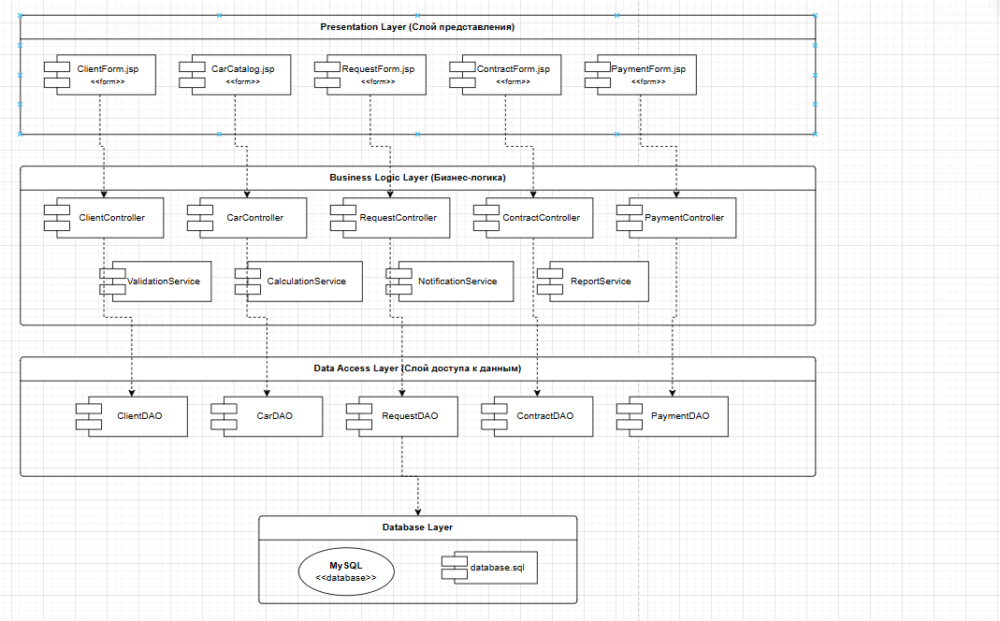 Presentation Layer (Слой представления)
ClientForm.jsp
<<form>>
CarCatalog.jsp
<<form>>
RequestForm.jsp
<<form>>
ContractForm.jsp
<<form>>
PaymentForm.jsp
<<form>>
Business Logic Layer (Бизнес-логика)
ClientController
CarController
RequestController
ContractController
PaymentController
ValidationService
CalculationService
NotificationService
ReportService
Data Access Layer (Слой доступа к данным)
ClientDAO
CarDAO
RequestDAO
ContractDAO
PaymentDAO
Database Layer
MySQL
<<database>>
database.sql